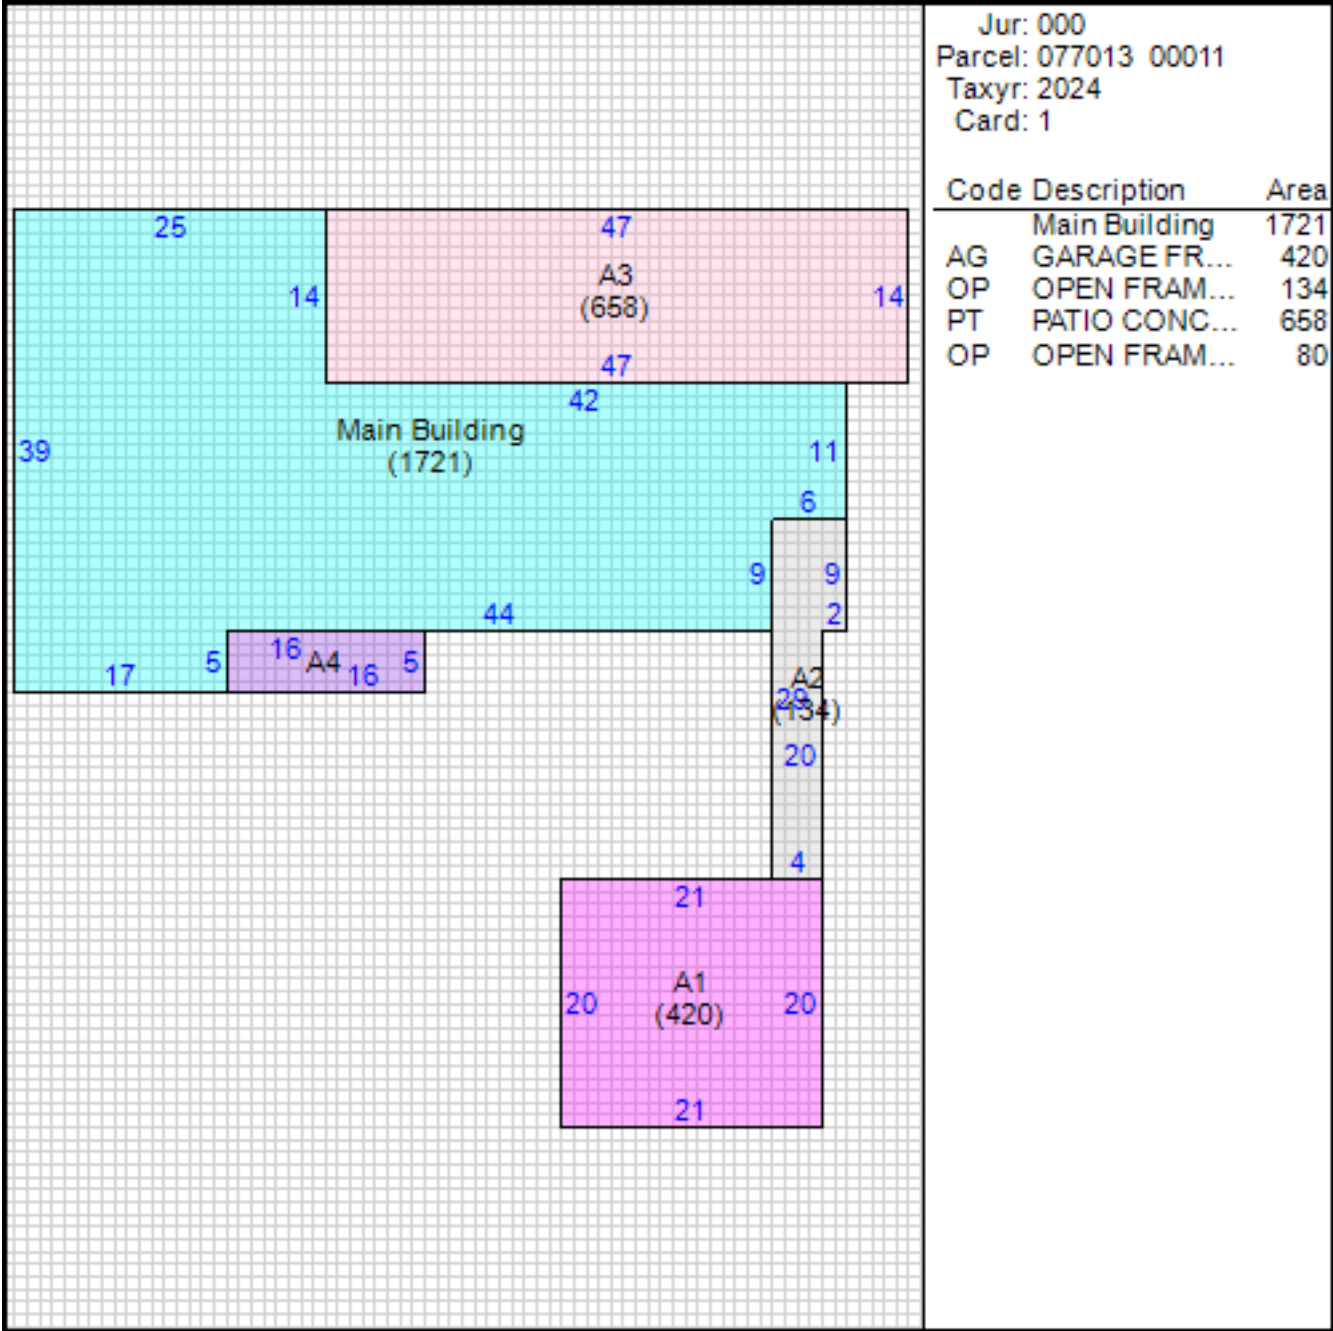 Jur: 000
Parcel: 077013 00011
Taxyr: 2024
Card: 1
Code Description Area
Main Building 1721
AG GARAGE FR... 420
OP OPEN FRAM... 134
PT PATIO CONC... 658
OP OPEN FRAM... 80
25
47
A3
(658)
14
14
47
42
Main Building
(1721)
39
11
6
9
9
44
2
16
A4
16
5
5
17
A2
29
(134)
20
4
21
A1
(420)
20
20
21